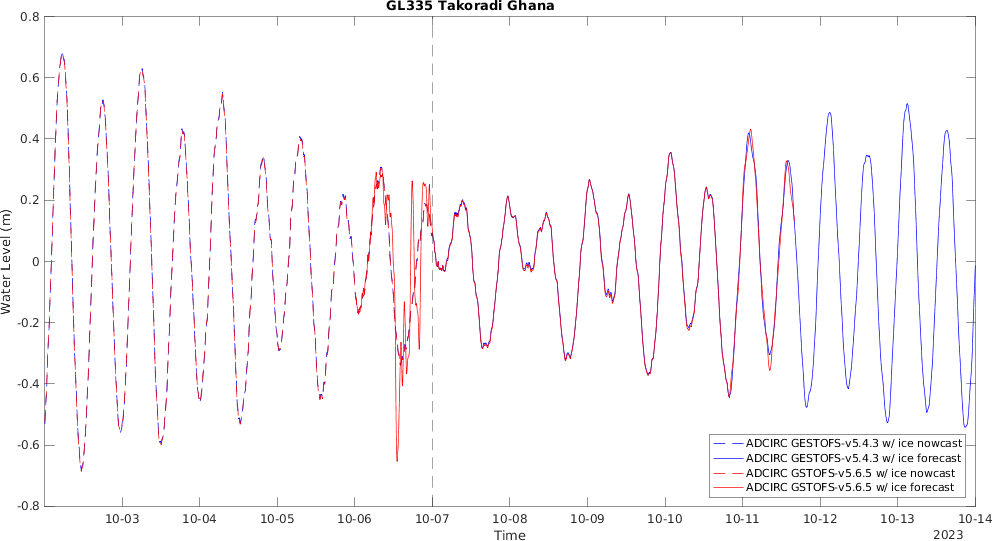 GL335 Takoradi Ghana
0.8
0.6
0.4
0.2
0
-0.2
-0.4
-0.6
-0.8
Water Level (m)
10-03 10-04 10-05 10-06 10-07 10-08 10-09 10-10 10-11 10-12 10-13 10-14
Time
2023
ADCIRC GESTOFS-v5.4.3 w/ ice nowcast
ADCIRC GESTOFS-v5.4.3 w/ ice forecast
ADCIRC GSTOFS-v5.6.5 w/ ice nowcast
ADCIRC GSTOFS-v5.6.5 w/ ice forecast